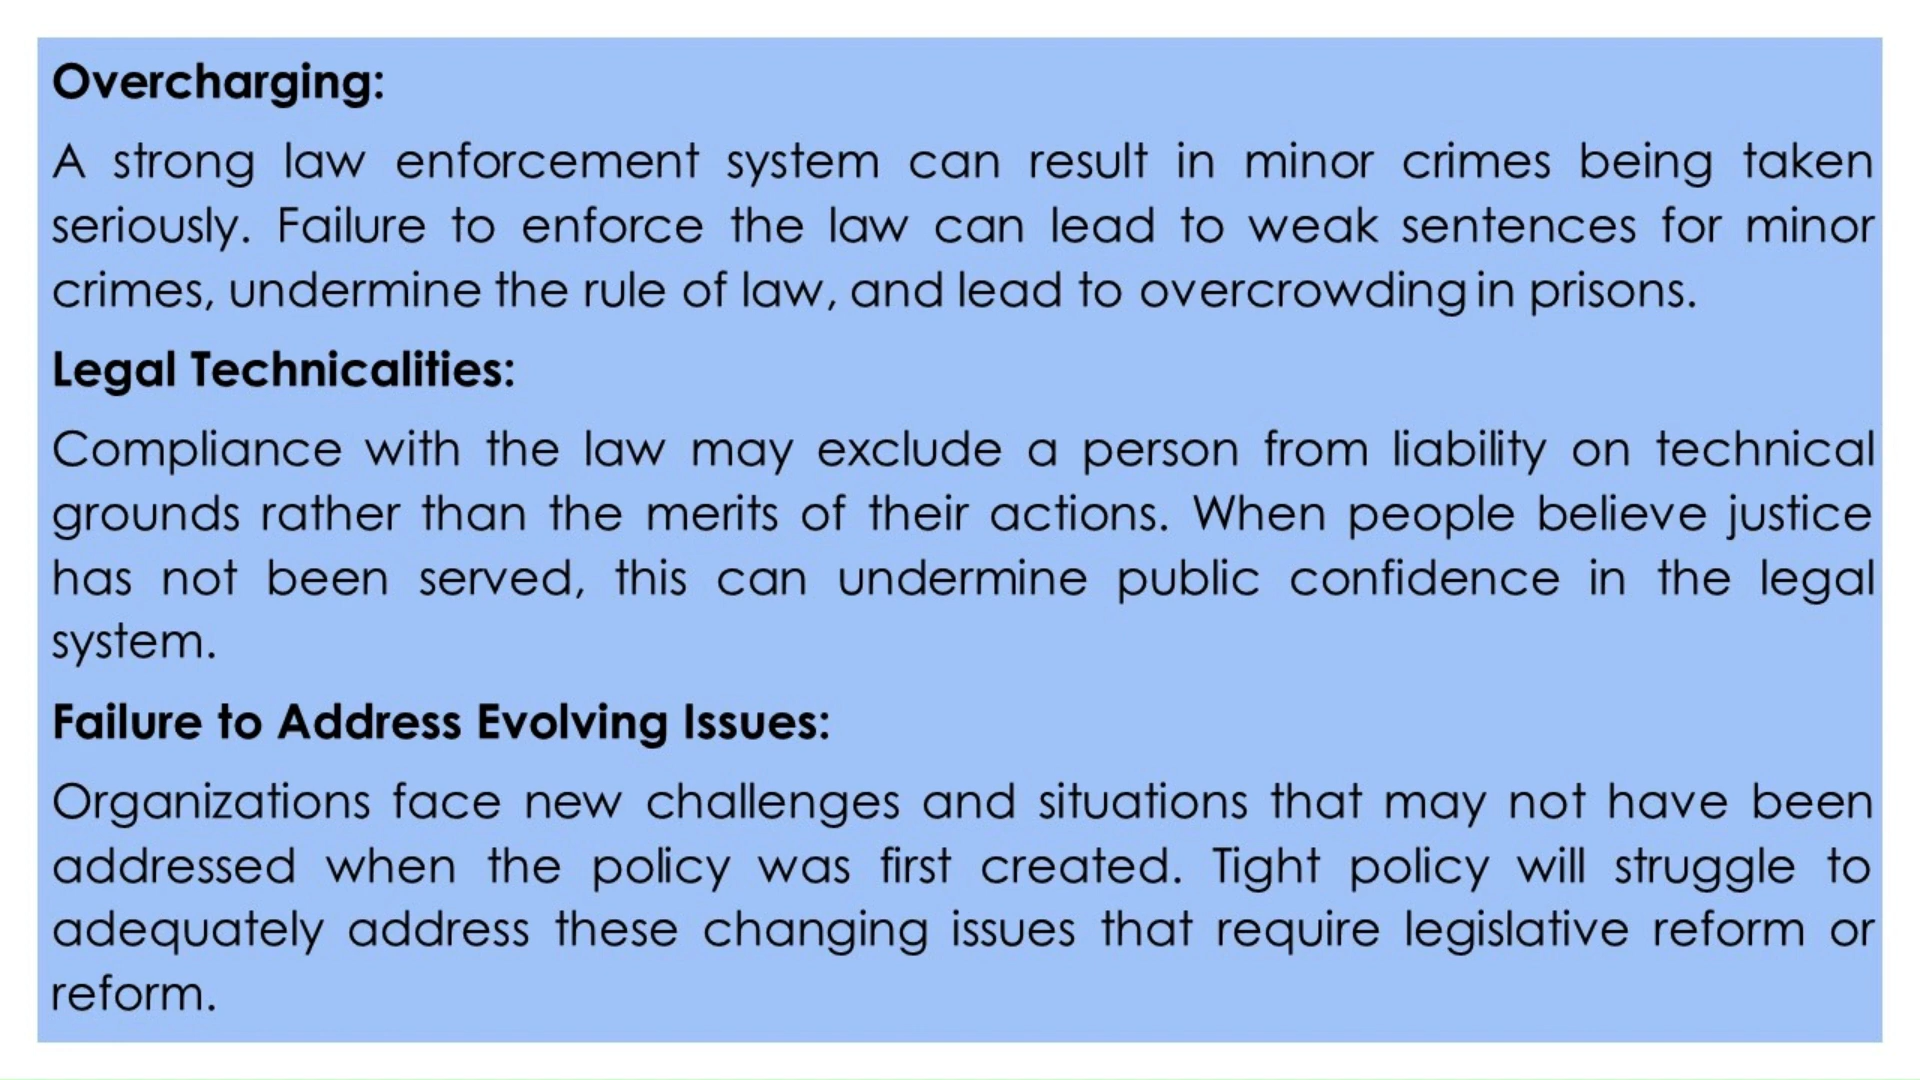 Overcharging:
A strong law enforcement system can result in minor crimes being taken
seriously. Failure to enforce the law can lead to weak sentences for minor
crimes, undermine the rule of law, and lead to overcrowding in prisons.
Legal Technicalities:
Compliance with the law may exclude a person from liability on technical
grounds rather than the merits of their actions. When people believe justice
has not been served, this can undermine public confidence in the legal
system.
Failure to Address Evolving Issues:
Organizations face new challenges and situations that may not have been
addressed when the policy was first created. Tight policy will struggle to
adequately address these changing issues that require legislative reform or
reform.